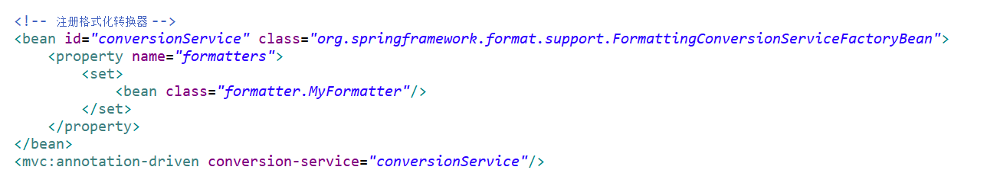 <!-- 注册格式化转换器 -->
<bean id="conversionService" class="org.springframework.format.support.FormattingConversionServiceFactoryBean">
    <property name="formatters">
        <set>
            <bean class="formatter.MyFormatter"/>
        </set>
    </property>
</bean>
<mvc:annotation-driven conversion-service="conversionService"/>